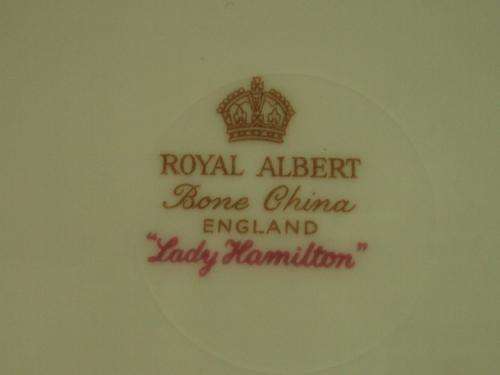 ROYAL ALBERT
Bone China
ENGLAND
"Lady Hamilton"